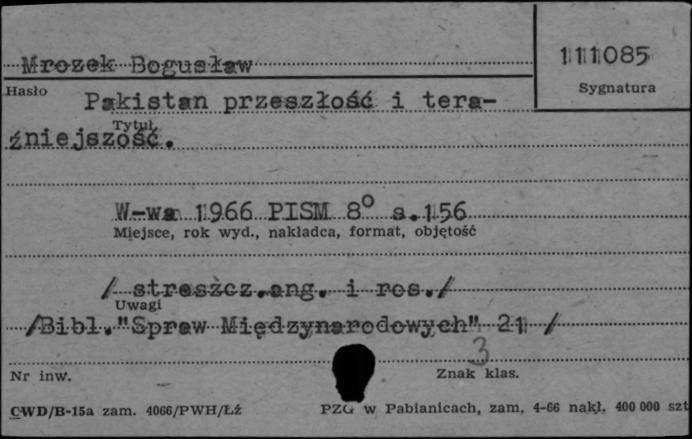 Mrozek Bogusław
111085
Hasło
Sygnatura
Pakistan przeszłość i tera-
Tytuł
źniejszość.
W-wa 1966 PISM 8° s.156
Miejsce, rok wyd., nakładca, format, objętość
/ streszcz.ang. i ros./
Uwagi
/Bibl."Spraw Międzynarodowych" 21 /
3
Nr inw.
Znak klas.
CWD/B-15a zam. 4066/PWH/Łź
PZG w Pabianicach, zam. 4-66 nakł. 400 000 szt